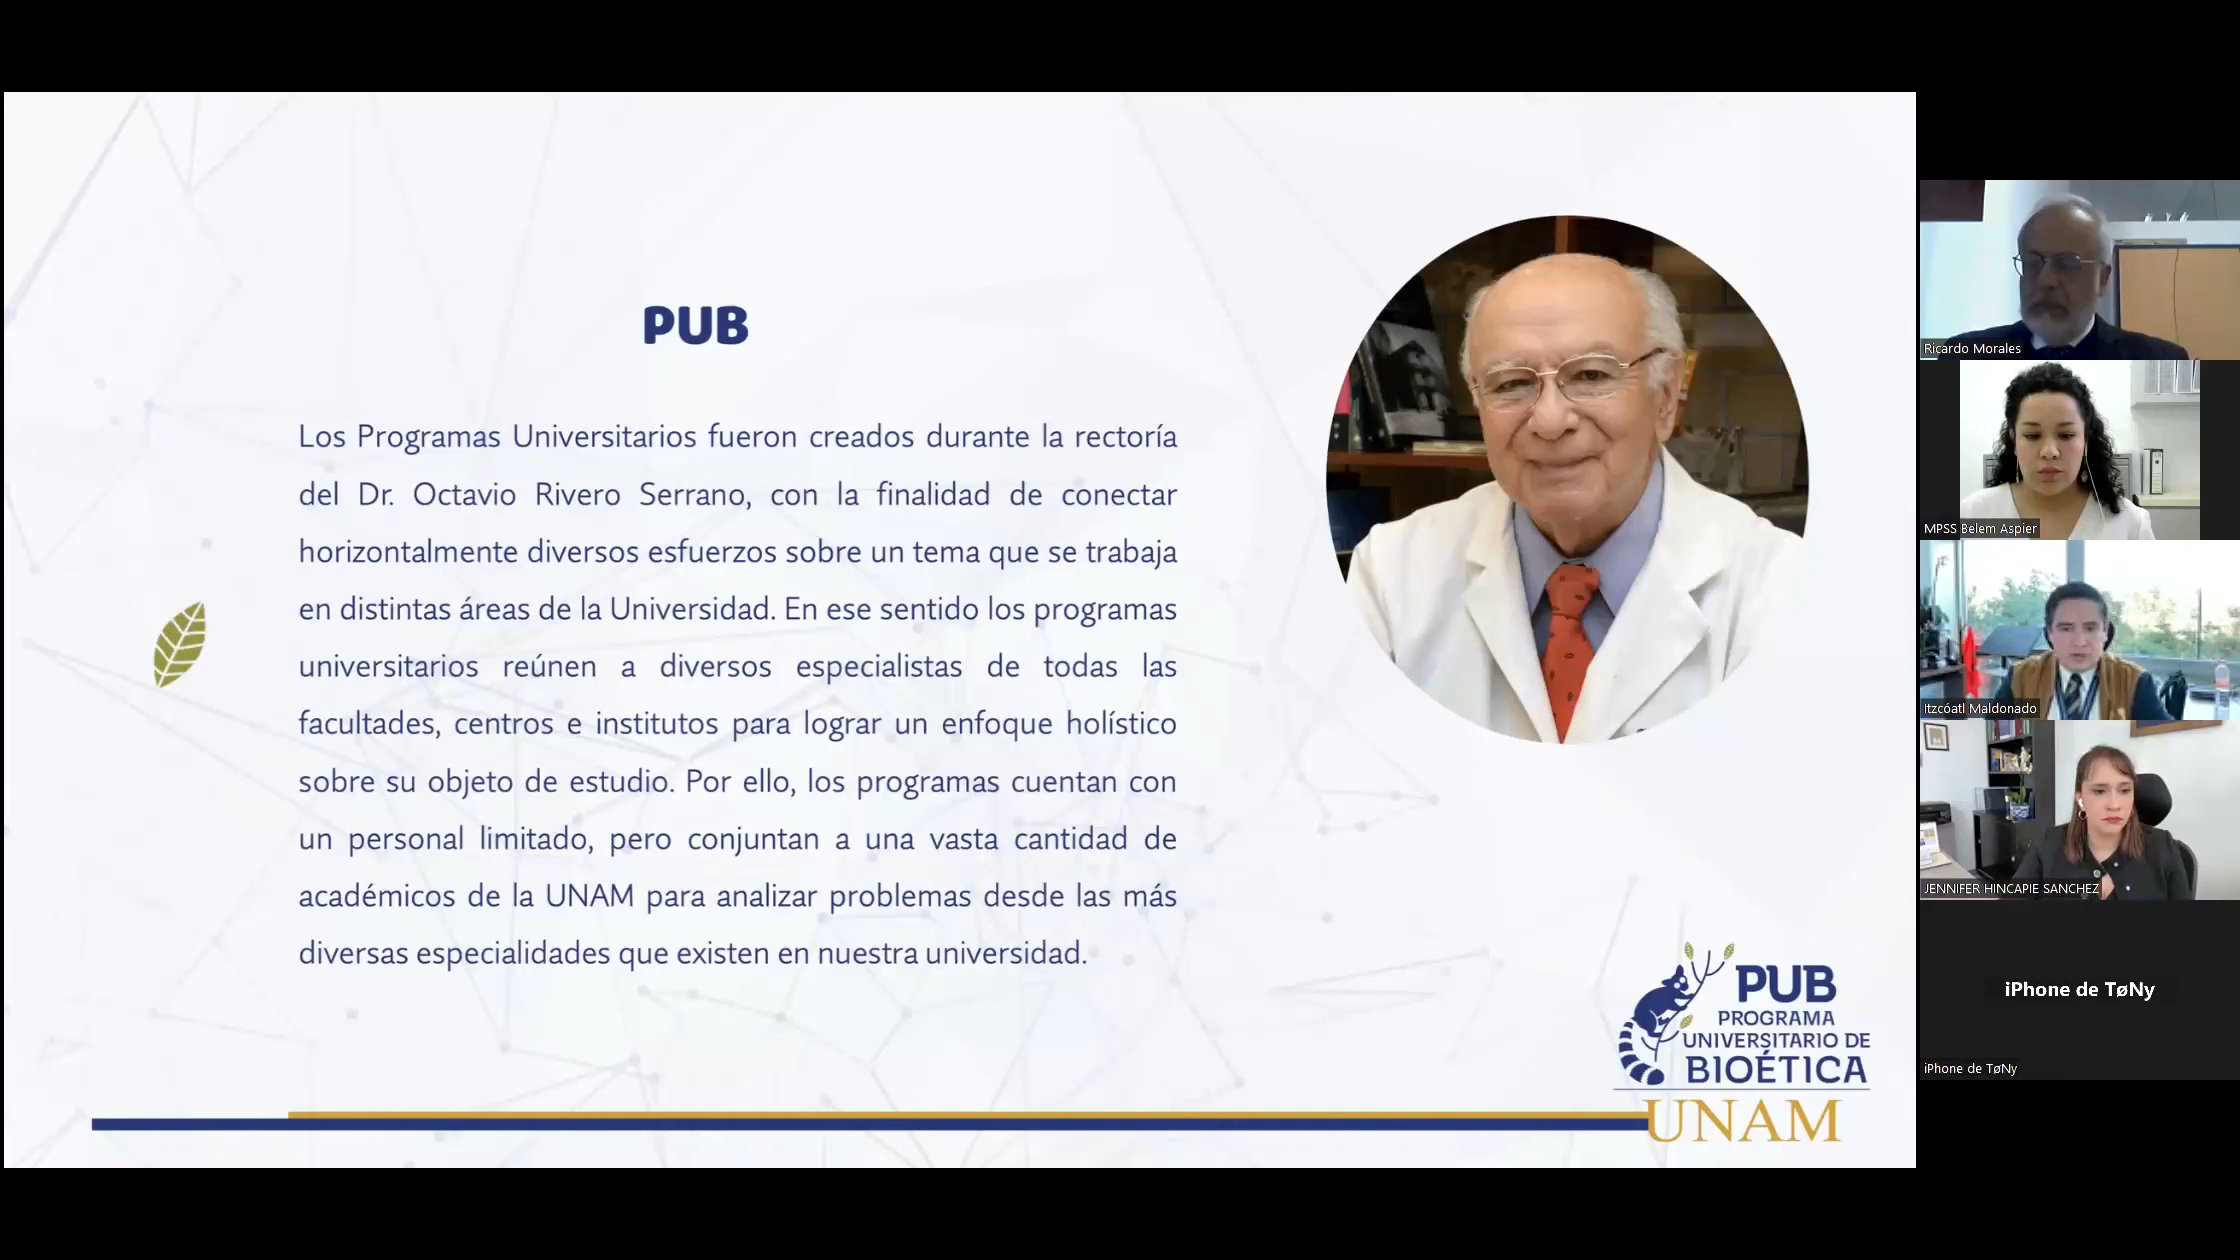 PUB
Los Programas Universitarios fueron creados durante la rectoría
del Dr. Octavio Rivero Serrano, con la finalidad de conectar
horizontalmente diversos esfuerzos sobre un tema que se trabaja
en distintas áreas de la Universidad. En ese sentido los programas
universitarios reúnen a diversos especialistas de todas las
facultades, centros e institutos para lograr un enfoque holístico
sobre su objeto de estudio. Por ello, los programas cuentan con
un personal limitado, pero conjuntan a una vasta cantidad de
académicos de la UNAM para analizar problemas desde las más
diversas especialidades que existen en nuestra universidad.
PUB
PROGRAMA
UNIVERSITARIO DE
BIOÉTICA
UNAM
Ricardo Morales
MPSS Belem Aspier
Itzcóatl Maldonado
JENNIFER HINCAPIE SANCHEZ
iPhone de TøNy
iPhone de TøNy